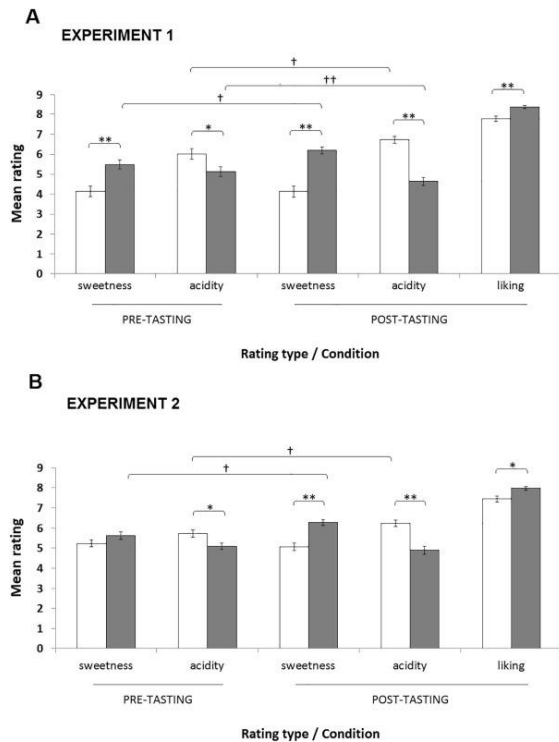 A
EXPERIMENT 1
† 
††
†
** * ** ** **
9
8
7
6
5
4
3
2
1
0
Mean rating
sweetness acidity sweetness acidity liking
PRE-TASTING POST-TASTING
Rating type / Condition
B
EXPERIMENT 2
†
†
* ** ** *
9
8
7
6
5
4
3
2
1
0
Mean rating
sweetness acidity sweetness acidity liking
PRE-TASTING POST-TASTING
Rating type / Condition